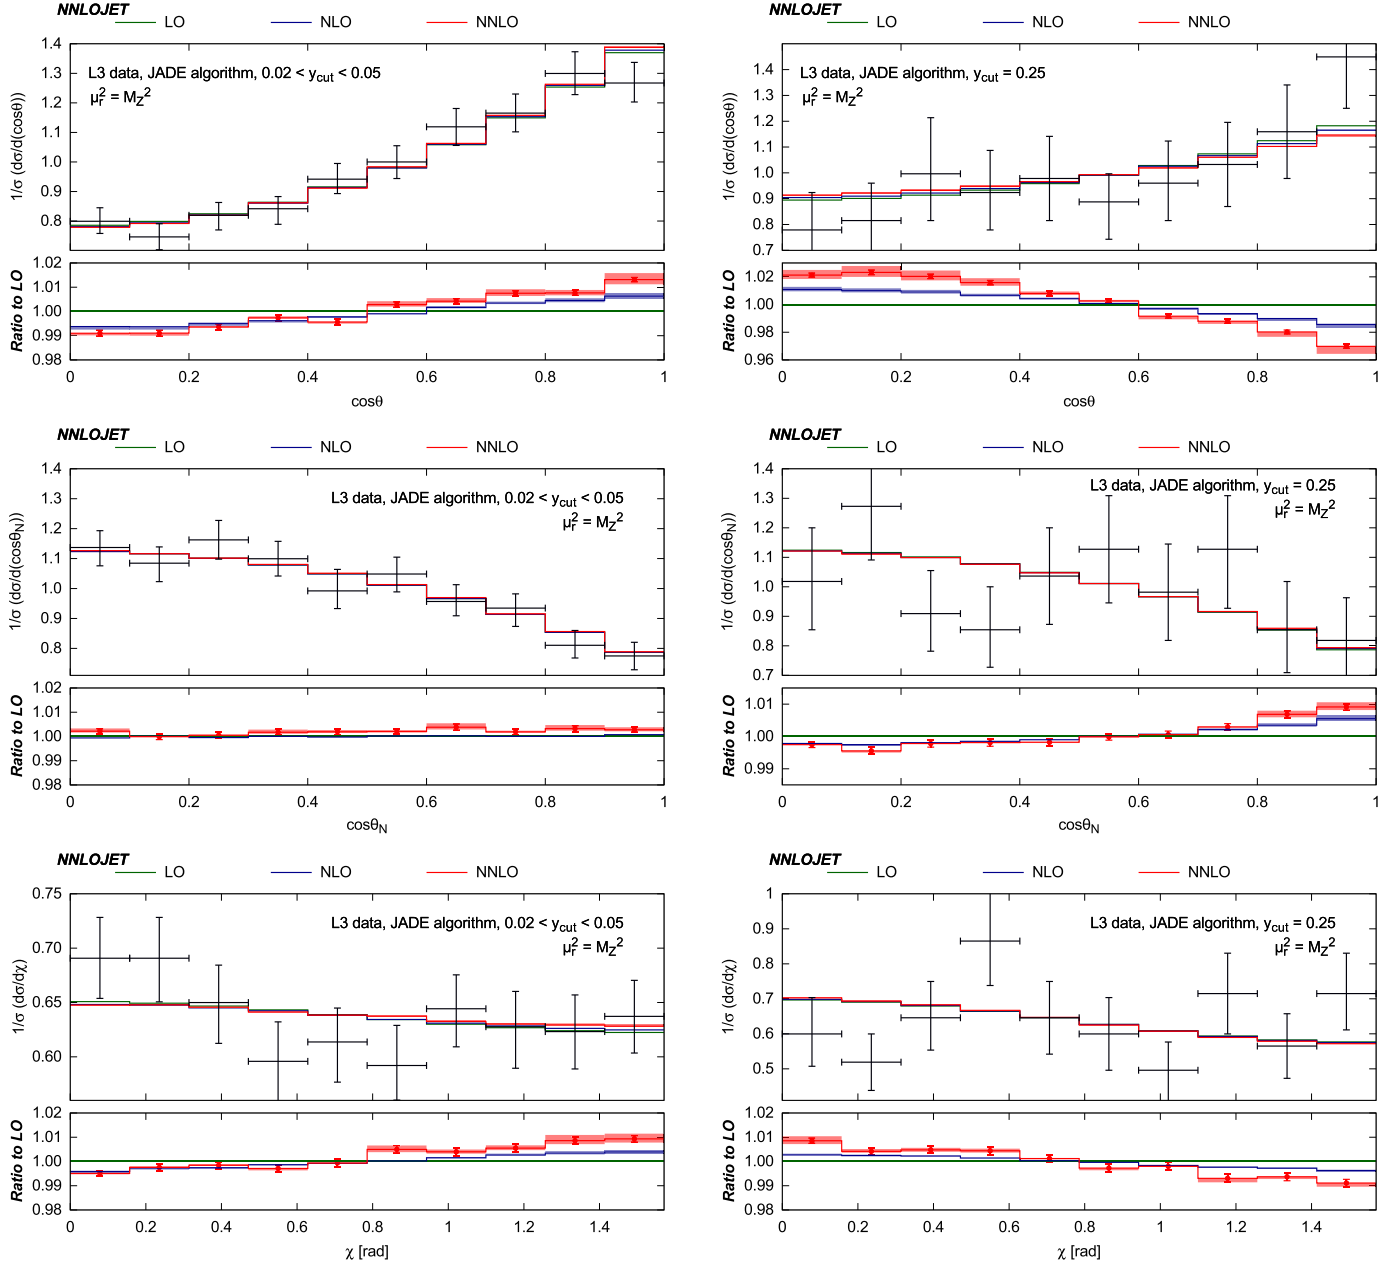 NNLOJET
LO NLO NNLO
1/σ (dσ/d(cosθ))
1.4
1.3
1.2
1.1
1.0
0.9
0.8
L3 data, JADE algorithm, 0.02 < ycut < 0.05
μr² = MZ²
Ratio to LO
1.02
1.01
1.00
0.99
0.98
0 0.2 0.4 0.6 0.8 1
cosθ
NNLOJET
LO NLO NNLO
1/σ (dσ/d(cosθ))
1.4
1.3
1.2
1.1
1.0
0.9
0.8
0.7
L3 data, JADE algorithm, ycut = 0.25
μr² = MZ²
Ratio to LO
1.02
1.00
0.98
0.96
0 0.2 0.4 0.6 0.8 1
cosθ
NNLOJET
LO NLO NNLO
1/σ (dσ/d(cosθN))
1.4
1.3
1.2
1.1
1.0
0.9
0.8
L3 data, JADE algorithm, 0.02 < ycut < 0.05
μr² = MZ²
Ratio to LO
1.02
1.01
1.00
0.99
0.98
0 0.2 0.4 0.6 0.8 1
cosθN
NNLOJET
LO NLO NNLO
1/σ (dσ/d(cosθN))
1.4
1.3
1.2
1.1
1.0
0.9
0.8
0.7
L3 data, JADE algorithm, ycut = 0.25
μr² = MZ²
Ratio to LO
1.01
1.00
0.99
0 0.2 0.4 0.6 0.8 1
cosθN
NNLOJET
LO NLO NNLO
1/σ (dσ/dχ)
0.75
0.70
0.65
0.60
L3 data, JADE algorithm, 0.02 < ycut < 0.05
μr² = MZ²
Ratio to LO
1.02
1.01
1.00
0.99
0.98
0 0.2 0.4 0.6 0.8 1 1.2 1.4
χ [rad]
NNLOJET
LO NLO NNLO
1/σ (dσ/dχ)
1
0.9
0.8
0.7
0.6
0.5
L3 data, JADE algorithm, ycut = 0.25
μr² = MZ²
Ratio to LO
1.02
1.01
1.00
0.99
0.98
0 0.2 0.4 0.6 0.8 1 1.2 1.4
χ [rad]